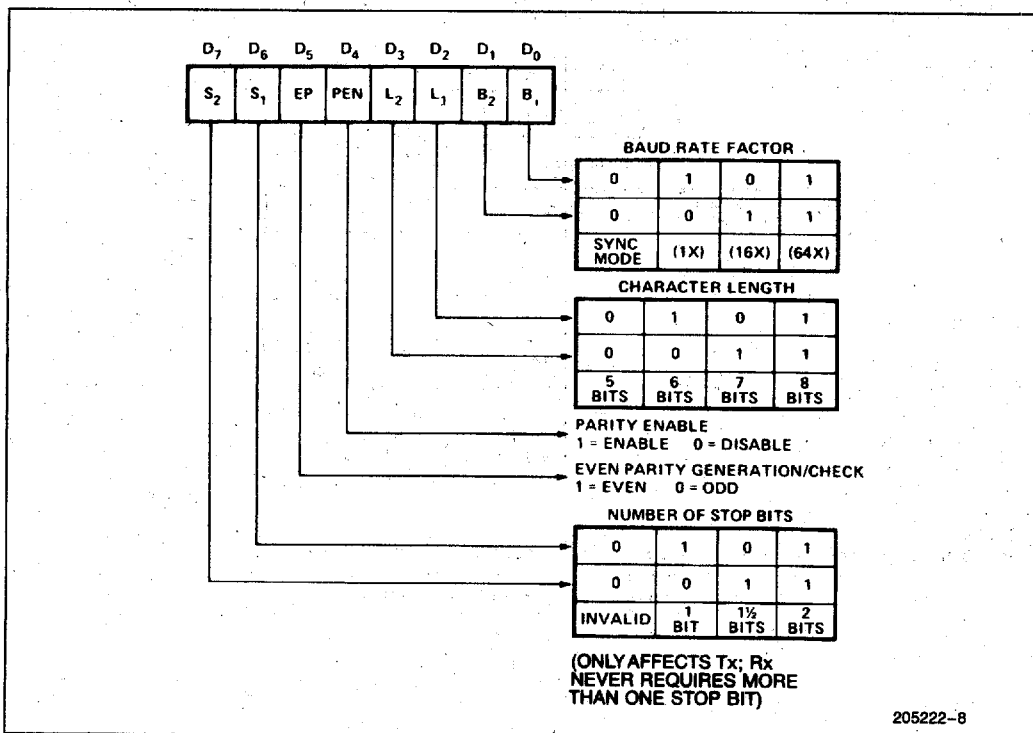 D7 D6 D5 D4 D3 D2 D1 D0
S2 S1 EP PEN L2 L1 B2 B1
BAUD RATE FACTOR
0 1 0 1
0 0 1 1
SYNC MODE (1X) (16X) (64X)
CHARACTER LENGTH
0 1 0 1
0 0 1 1
5 BITS 6 BITS 7 BITS 8 BITS
PARITY ENABLE
1 = ENABLE 0 = DISABLE
EVEN PARITY GENERATION/CHECK
1 = EVEN 0 = ODD
NUMBER OF STOP BITS
0 1 0 1
0 0 1 1
INVALID 1 BIT 1½ BITS 2 BITS
(ONLY AFFECTS Tx; Rx
NEVER REQUIRES MORE
THAN ONE STOP BIT)
205222-8